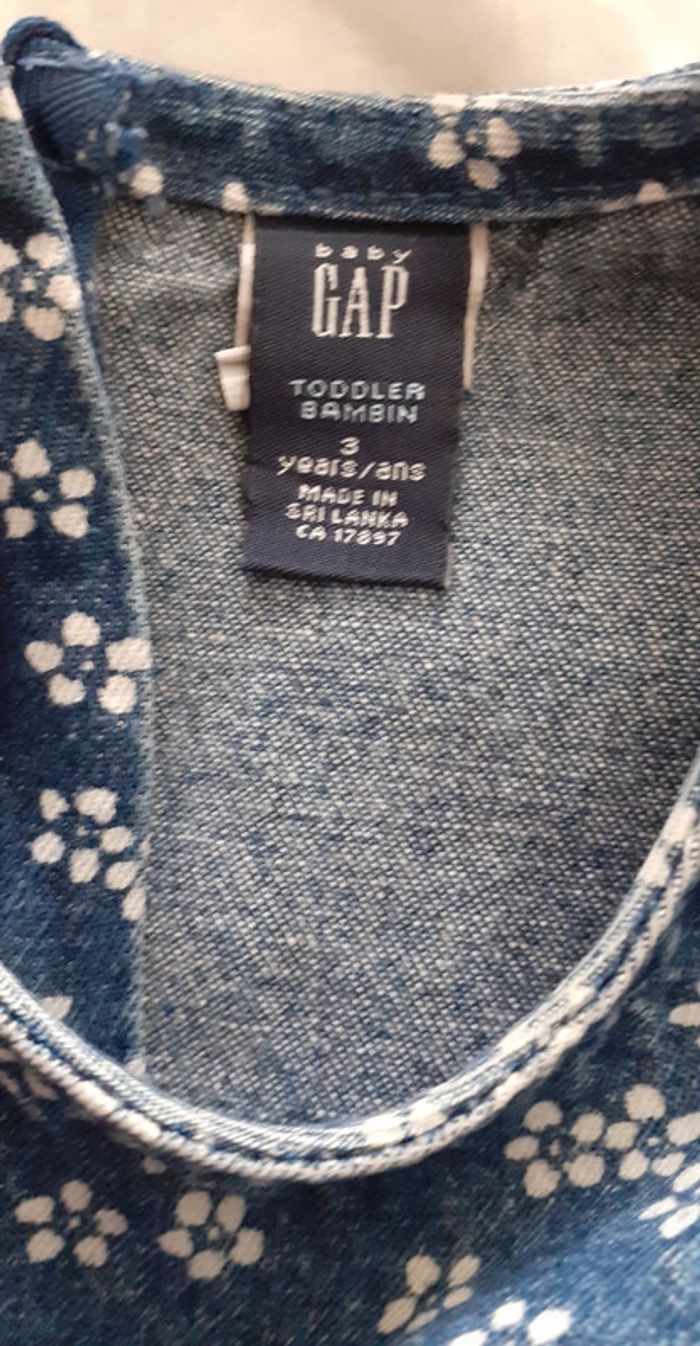 baby
GAP
TODDLER
BAMBIN
3
years/ans
MADE IN
SRI LANKA
CA 17897